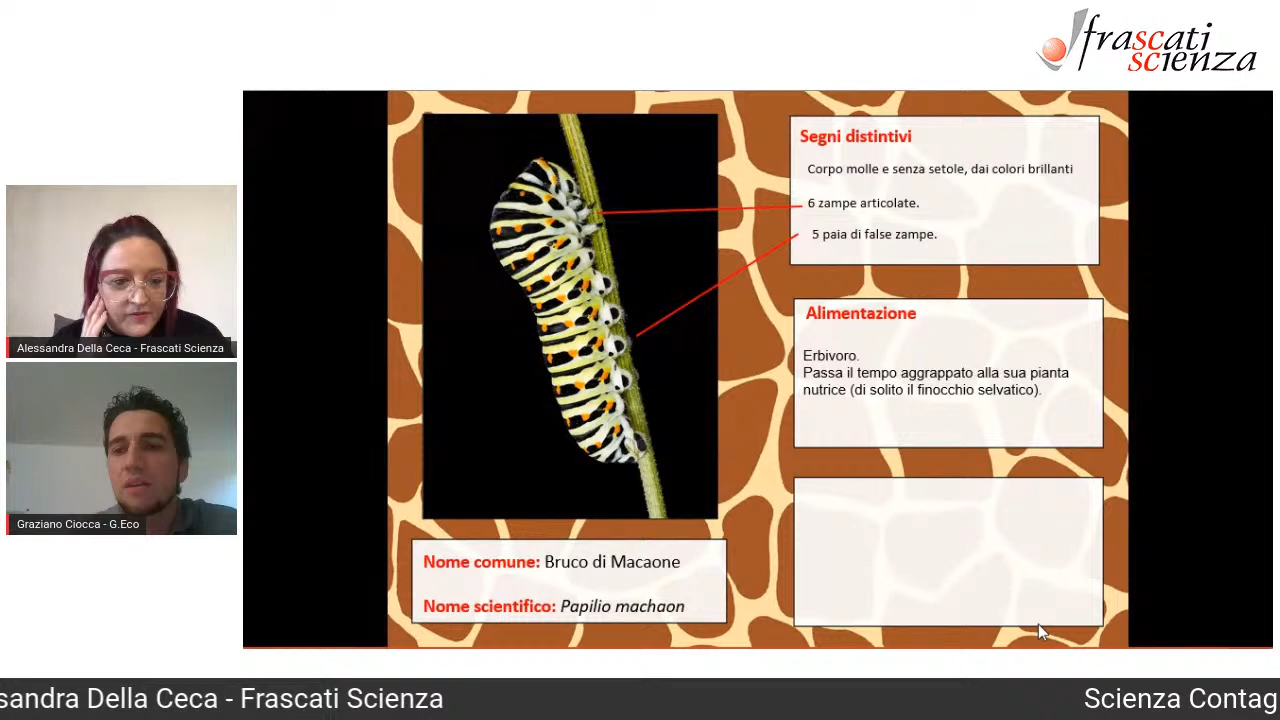 frascati
scienza
Segni distintivi
Corpo molle e senza setole, dai colori brillanti
6 zampe articolate.
5 paia di false zampe.
Alimentazione
Erbivoro.
Passa il tempo aggrappato alla sua pianta
nutrice (di solito il finocchio selvatico).
Nome comune: Bruco di Macaone
Nome scientifico: Papilio machaon
Alessandra Della Ceca - Frascati Scienza
Graziano Ciocca - G.Eco
sandra Della Ceca - Frascati Scienza
Scienza Contag